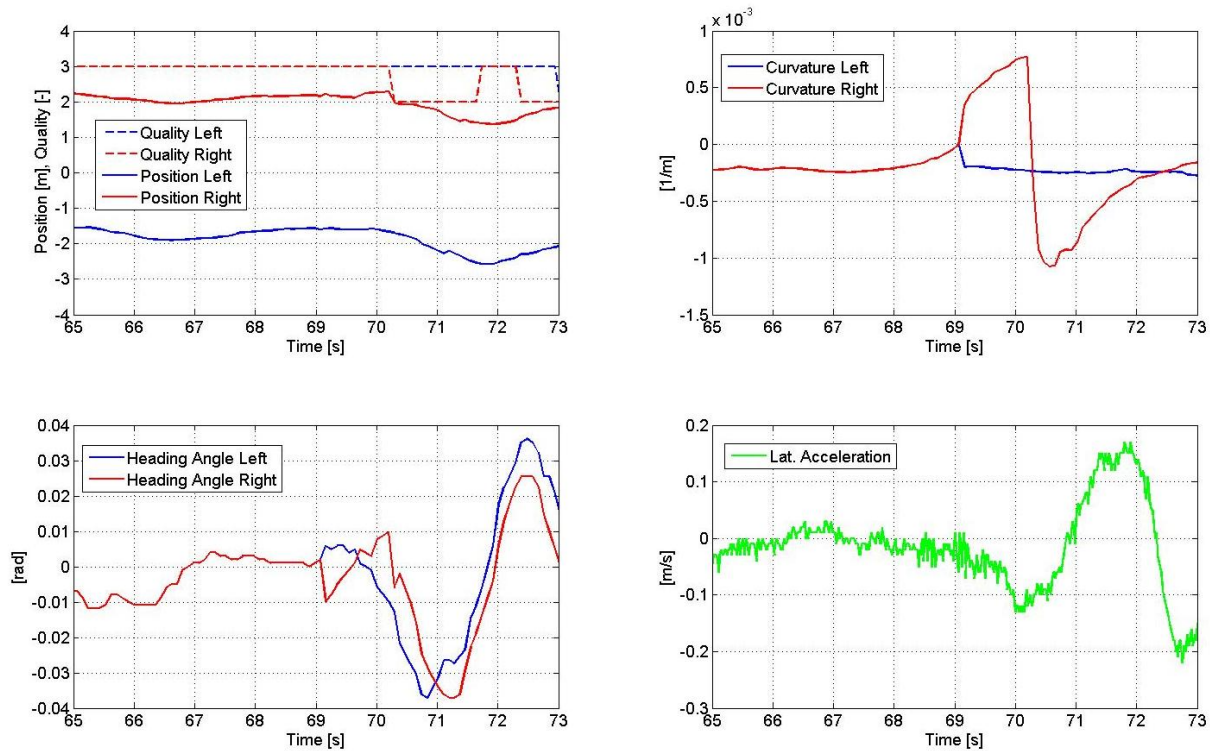 4
3
2
1
0
-1
-2
-3
-4
Position [m], Quality [-]
Quality Left
Quality Right
Position Left
Position Right
65 66 67 68 69 70 71 72 73
Time [s]
x 10^-3
1
0.5
0
-0.5
-1
-1.5
[1/m]
Curvature Left
Curvature Right
65 66 67 68 69 70 71 72 73
Time [s]
0.04
0.03
0.02
0.01
0
-0.01
-0.02
-0.03
-0.04
[rad]
Heading Angle Left
Heading Angle Right
65 66 67 68 69 70 71 72 73
Time [s]
0.2
0.1
0
-0.1
-0.2
-0.3
[m/s]
Lat. Acceleration
65 66 67 68 69 70 71 72 73
Time [s]